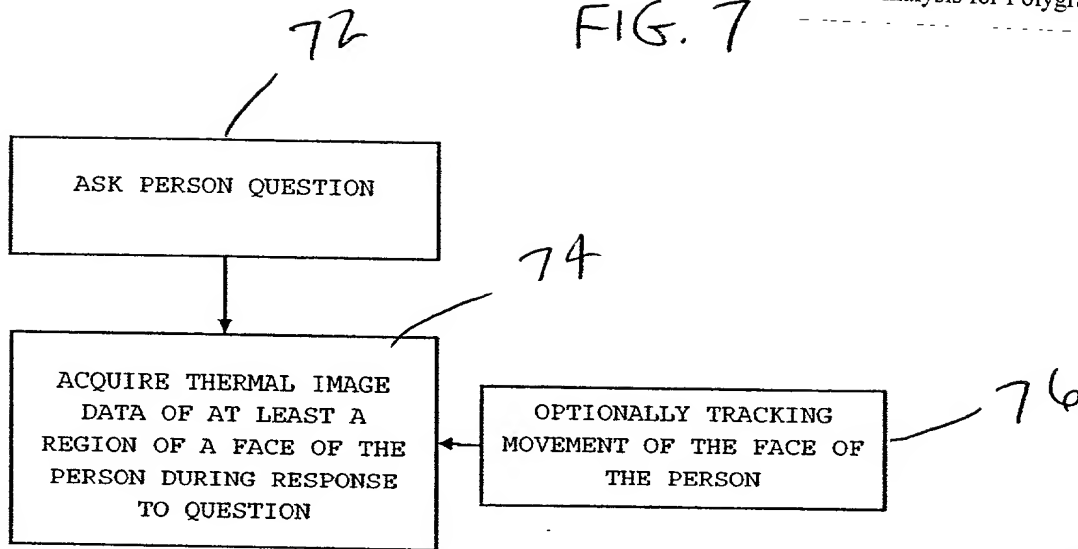 72
FIG. 7
ASK PERSON QUESTION
74
ACQUIRE THERMAL IMAGE
DATA OF AT LEAST A
REGION OF A FACE OF THE
PERSON DURING RESPONSE
TO QUESTION
OPTIONALLY TRACKING
MOVEMENT OF THE FACE OF
THE PERSON
76